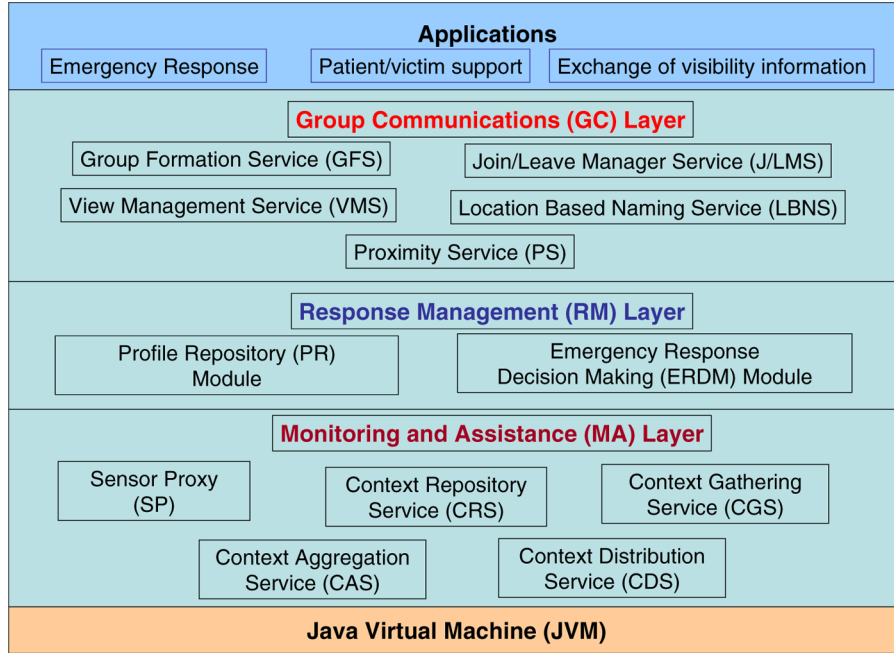 Applications
Emergency Response
Patient/victim support
Exchange of visibility information
Group Communications (GC) Layer
Group Formation Service (GFS)
Join/Leave Manager Service (J/LMS)
View Management Service (VMS)
Location Based Naming Service (LBNS)
Proximity Service (PS)
Response Management (RM) Layer
Profile Repository (PR)
Module
Emergency Response
Decision Making (ERDM) Module
Monitoring and Assistance (MA) Layer
Sensor Proxy
(SP)
Context Repository
Service (CRS)
Context Gathering
Service (CGS)
Context Aggregation
Service (CAS)
Context Distribution
Service (CDS)
Java Virtual Machine (JVM)